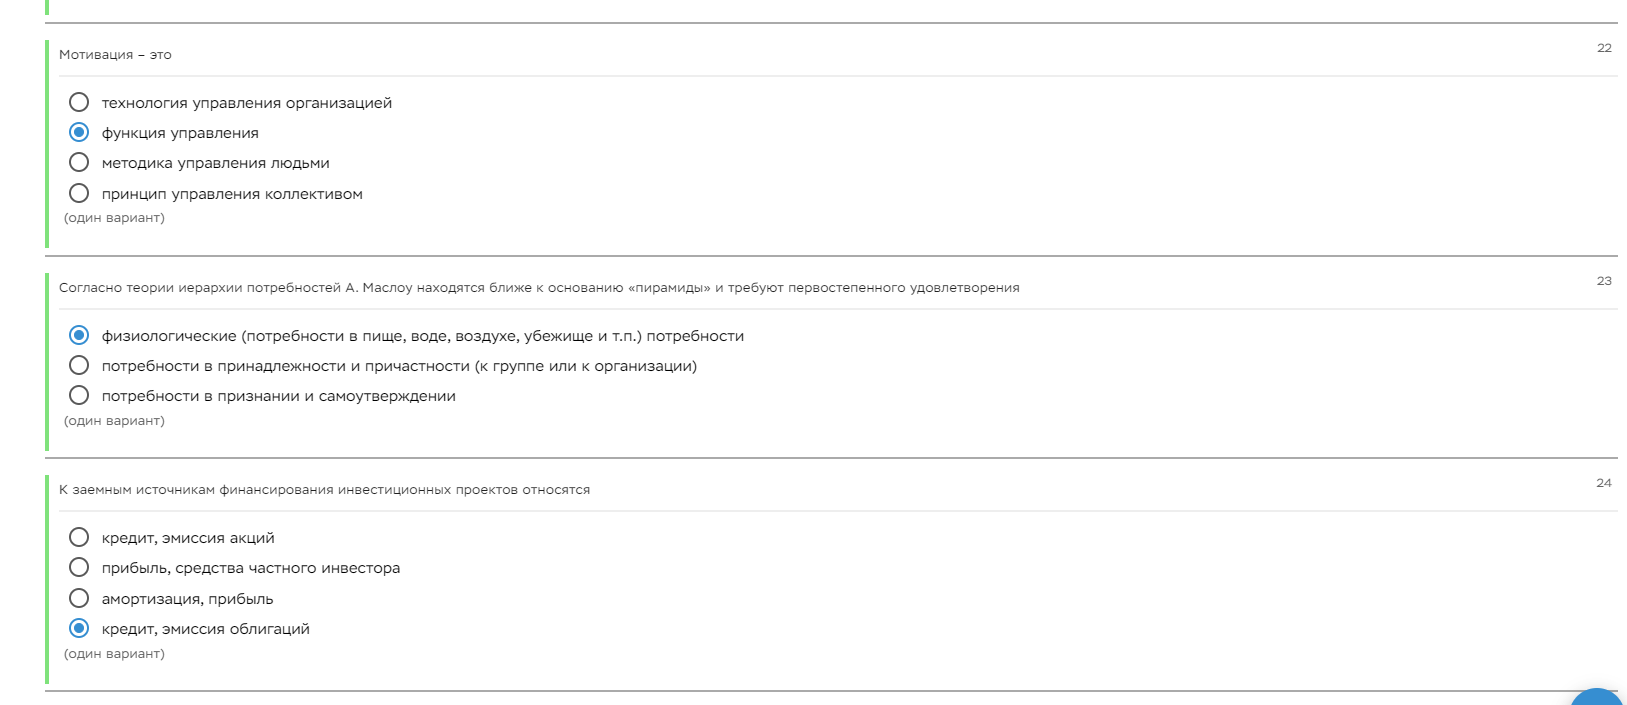 Мотивация – это
22
технология управления организацией
функция управления
методика управления людьми
принцип управления коллективом
(один вариант)
Согласно теории иерархии потребностей А. Маслоу находятся ближе к основанию «пирамиды» и требуют первостепенного удовлетворения
23
физиологические (потребности в пище, воде, воздухе, убежище и т.п.) потребности
потребности в принадлежности и причастности (к группе или к организации)
потребности в признании и самоутверждении
(один вариант)
К заемным источникам финансирования инвестиционных проектов относятся
24
кредит, эмиссия акций
прибыль, средства частного инвестора
амортизация, прибыль
кредит, эмиссия облигаций
(один вариант)